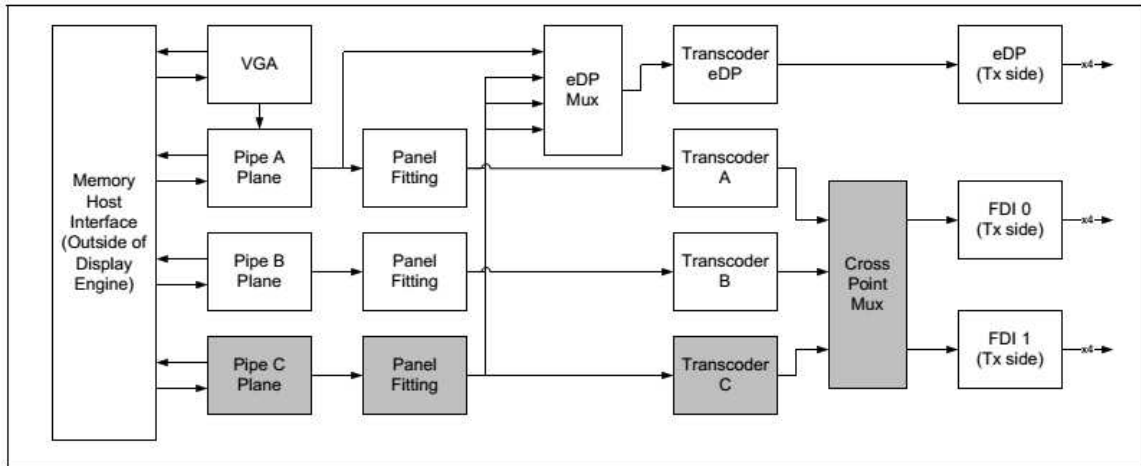 Memory
Host
Interface
(Outside of
Display
Engine)
VGA
Pipe A
Plane
Panel
Fitting
eDP
Mux
Transcoder
eDP
eDP
(Tx side)
x4
Transcoder
A
Pipe B
Plane
Panel
Fitting
Transcoder
B
Cross
Point
Mux
FDI 0
(Tx side)
x4
Pipe C
Plane
Panel
Fitting
Transcoder
C
FDI 1
(Tx side)
x4